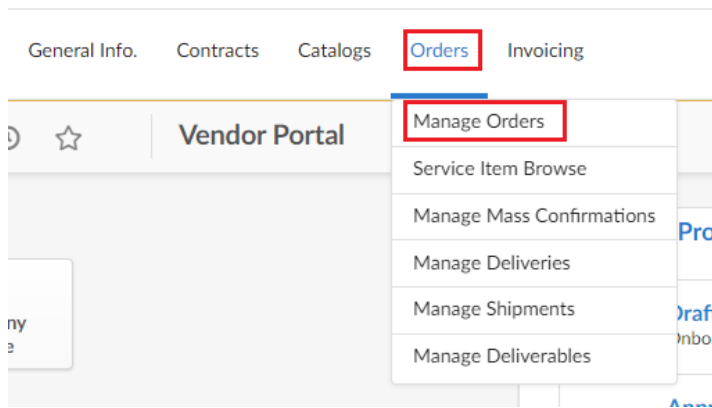 General Info. Contracts Catalogs Orders Invoicing
Vendor Portal
Manage Orders
Service Item Browse
Manage Mass Confirmations
Manage Deliveries
Manage Shipments
Manage Deliverables